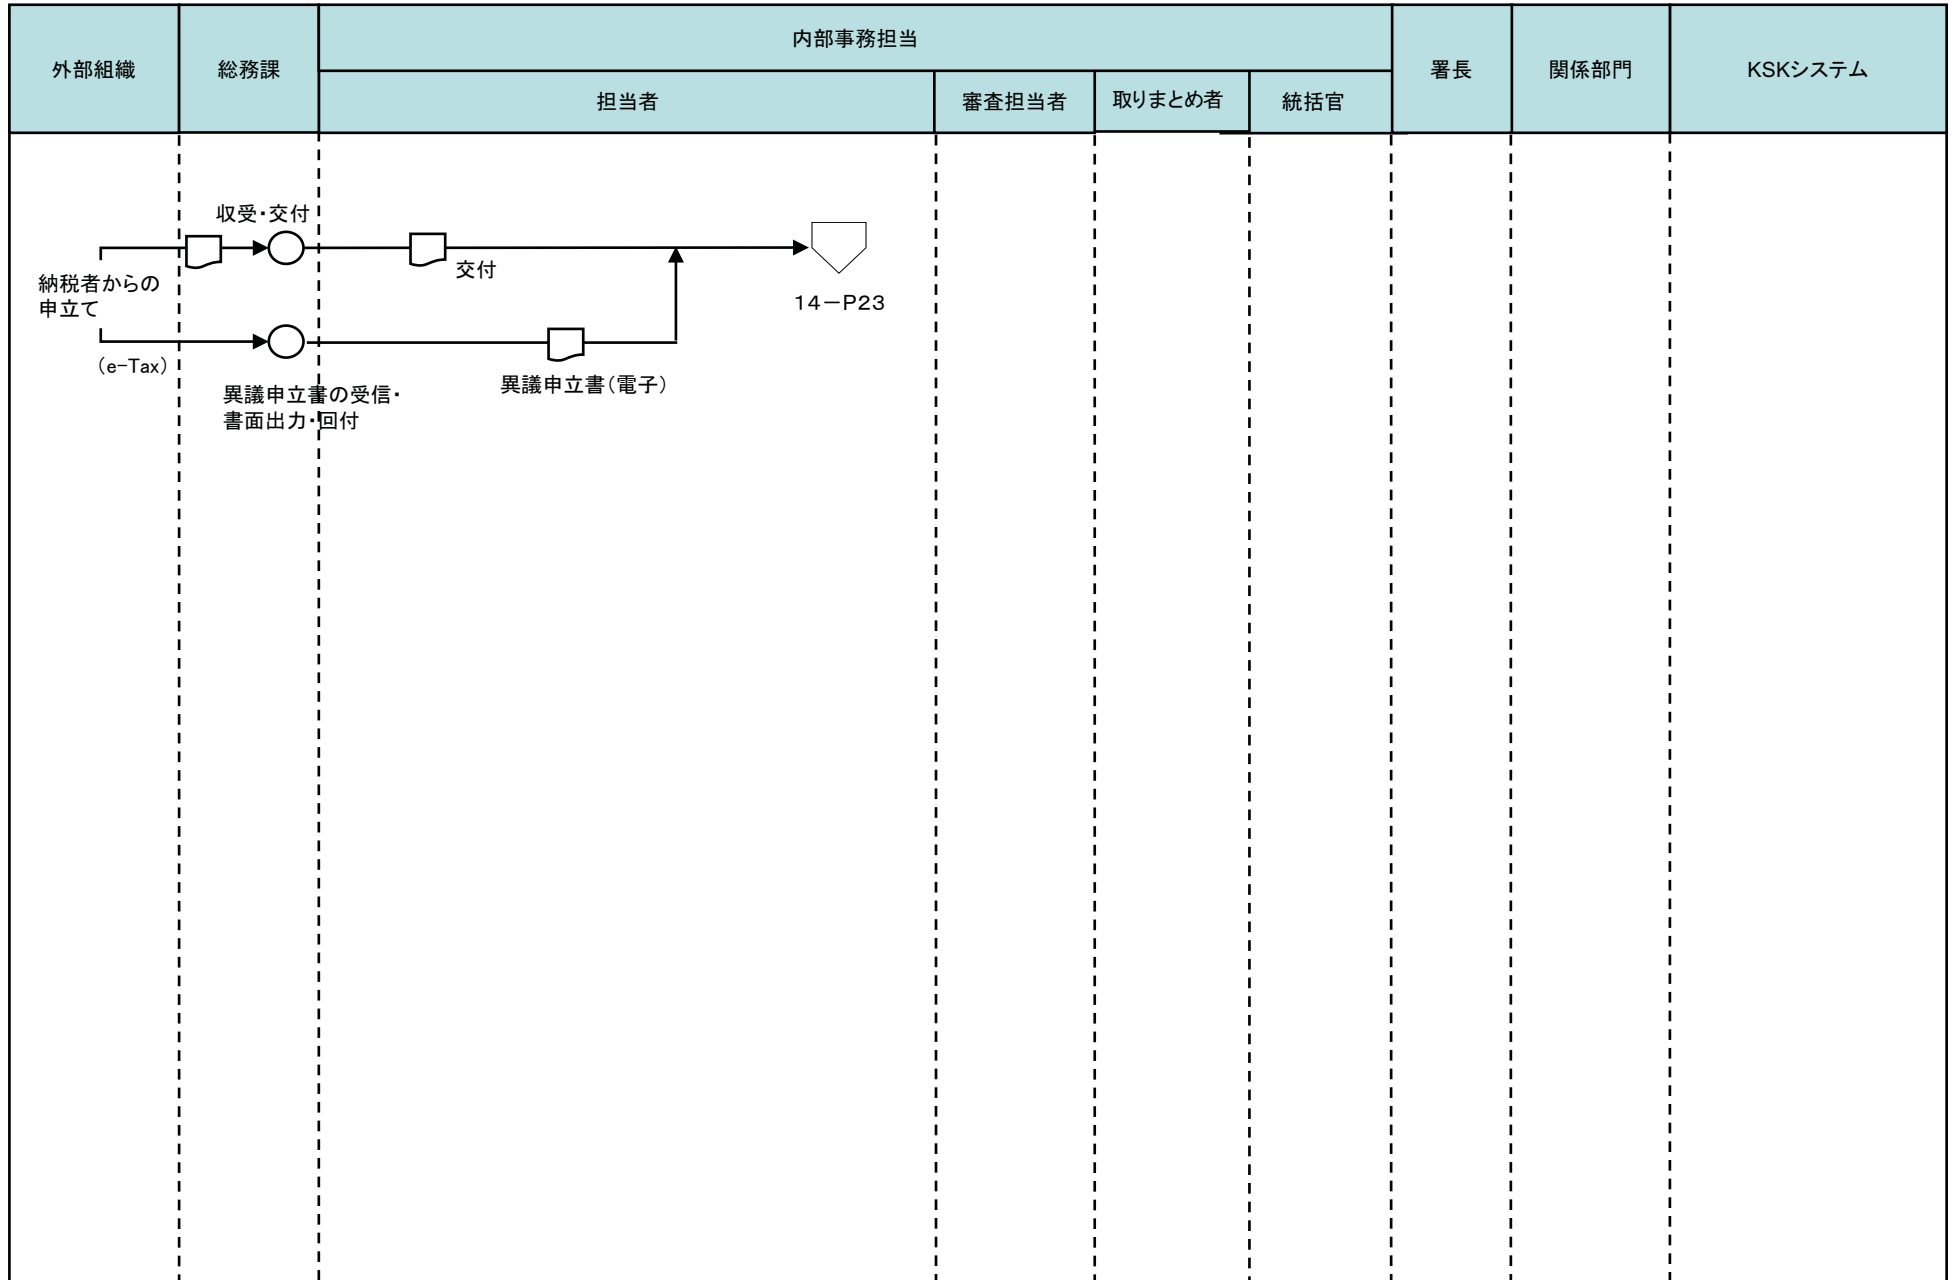 外部組織
総務課
内部事務担当
担当者
審査担当者
取りまとめ者
統括官
署長
関係部門
KSKシステム
収受・交付
交付
納税者からの
申立て
14－P23
（e-Tax）
異議申立書の受信・
書面出力・回付
異議申立書（電子）